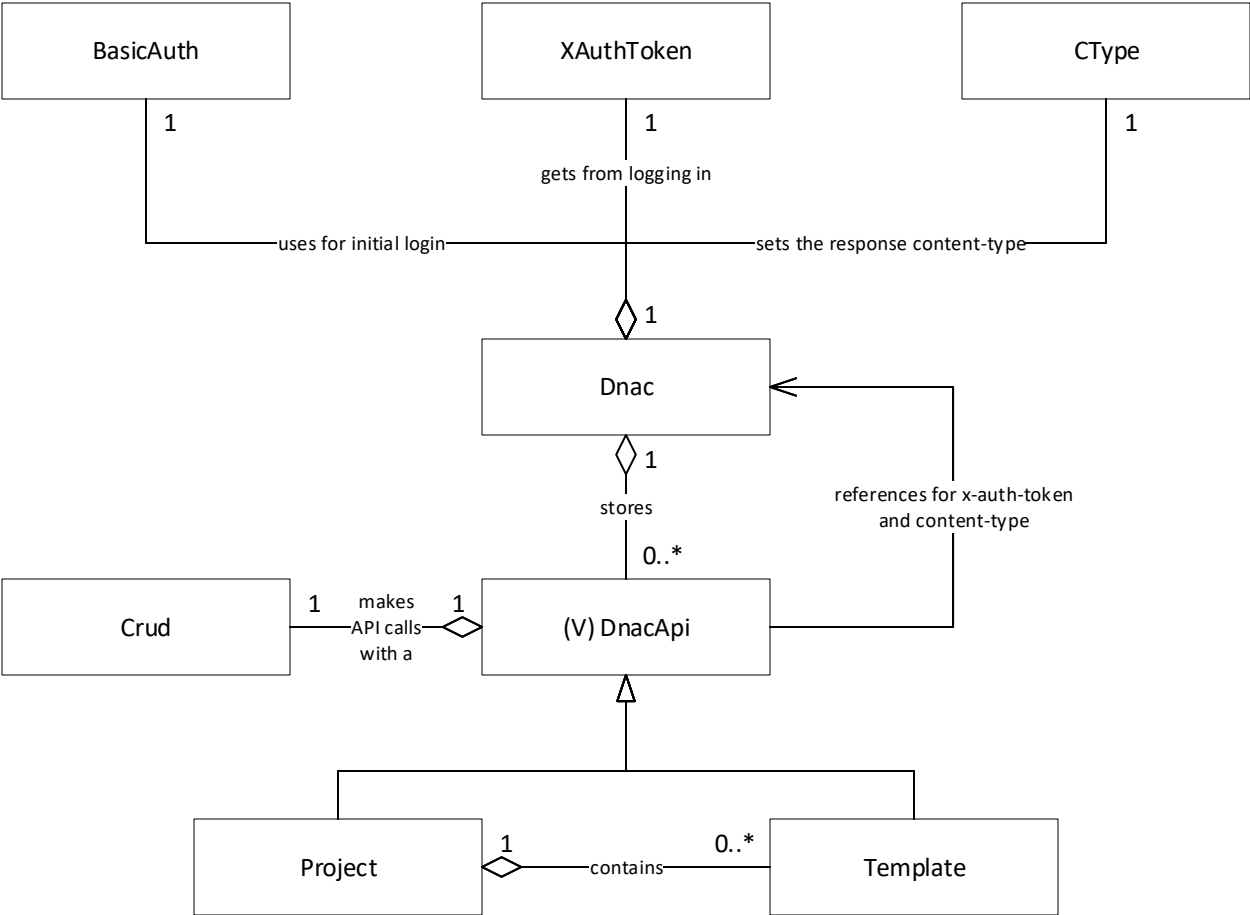 BasicAuth
XAuthToken
CType
1
1
1
gets from logging in
uses for initial login
sets the response content-type
1
Dnac
1
references for x-auth-token
and content-type
stores
0..*
Crud
1
makes
API calls
with a
1
(V) DnacApi
Project
1
contains
0..*
Template